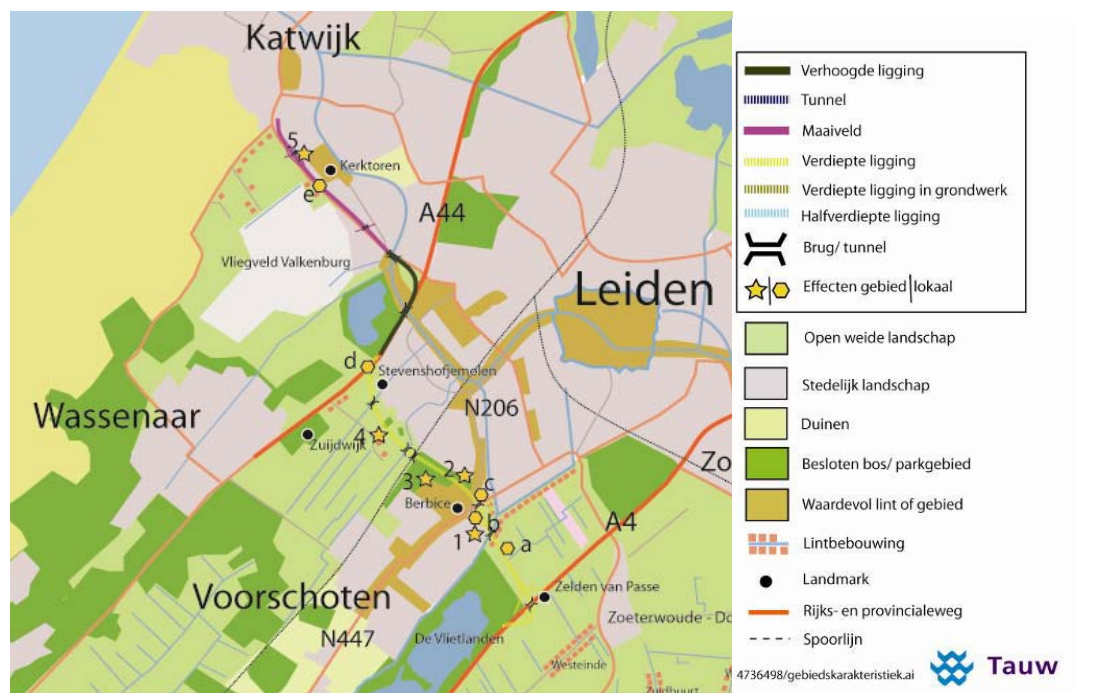 Katwijk
5
Kerktoren
e
A44
Vliegveld Valkenburg
Leiden
d
Stevenshofjemolen
Wassenaar
N206
4
Zuijdwijk
2
3
c
Zo
Berbice
b
A4
1
a
Zelden van Passe
Voorschoten
Zoeterwoude - Do
N447
De Vlietlanden
Westeinde
Zuidbuurt
Verhoogde ligging
Tunnel
Maaiveld
Verdiepte ligging
Verdiepte ligging in grondwerk
Halfverdiepte ligging
Brug/ tunnel
Effecten gebied | lokaal
Open weide landschap
Stedelijk landschap
Duinen
Besloten bos/ parkgebied
Waardevol lint of gebied
Lintbebouwing
Landmark
Rijks- en provincialeweg
Spoorlijn
4736498/gebiedskarakteristiek.ai
Tauw